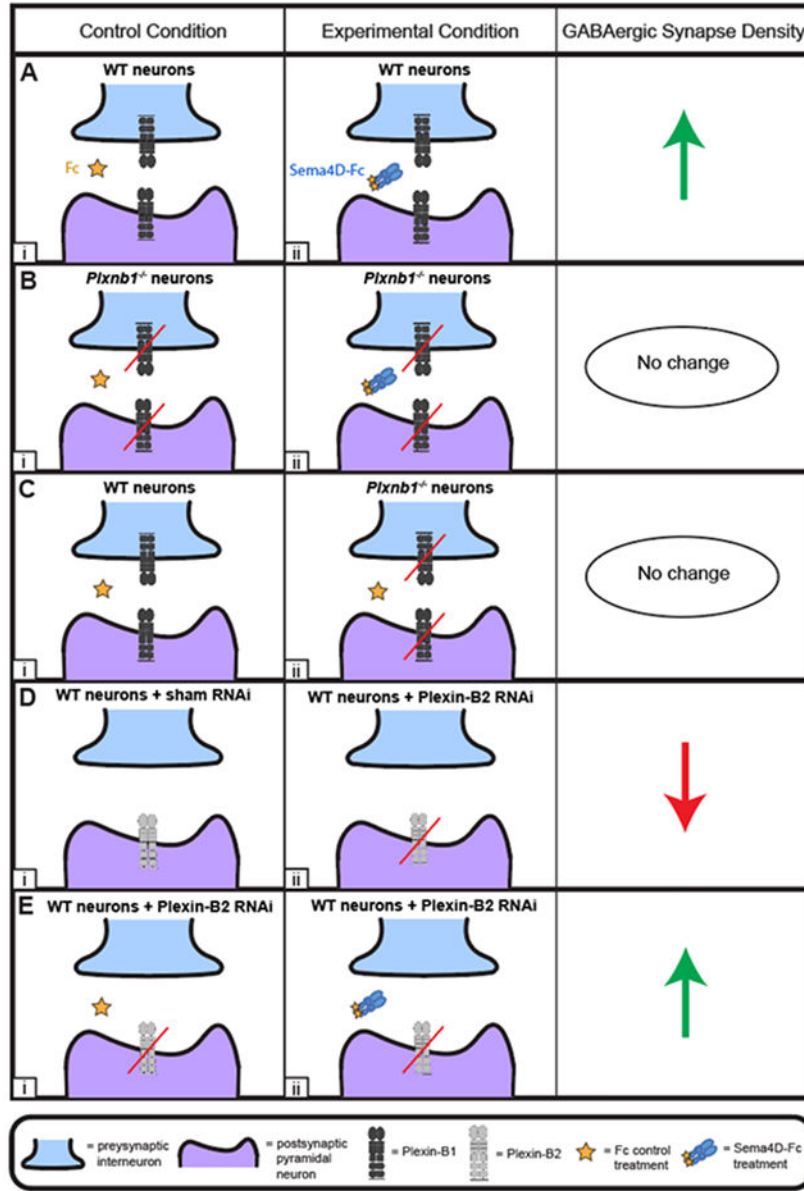 Control Condition
Experimental Condition
GABAergic Synapse Density
A
WT neurons
Fc
i
WT neurons
Sema4D-Fc
ii
B
Plxnb1-/- neurons
i
Plxnb1-/- neurons
ii
No change
C
WT neurons
i
Plxnb1-/- neurons
ii
No change
D
WT neurons + sham RNAi
i
WT neurons + Plexin-B2 RNAi
ii
E
WT neurons + Plexin-B2 RNAi
i
WT neurons + Plexin-B2 RNAi
ii
= preysynaptic
interneuron
= postsynaptic
pyramidal
neuron
= Plexin-B1
= Plexin-B2
= Fc control
treatment
= Sema4D-Fc
treatment